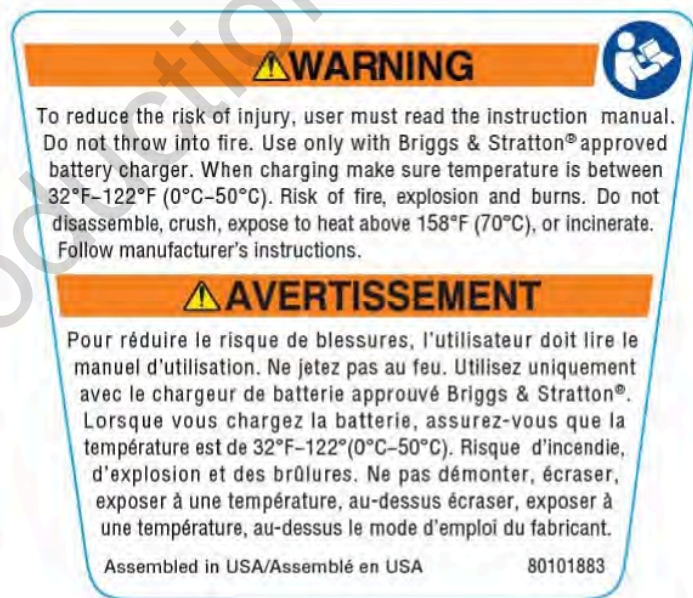 WARNING
To reduce the risk of injury, user must read the instruction manual.
Do not throw into fire. Use only with Briggs & Stratton® approved
battery charger. When charging make sure temperature is between
32°F–122°F (0°C–50°C). Risk of fire, explosion and burns. Do not
disassemble, crush, expose to heat above 158°F (70°C), or incinerate.
Follow manufacturer's instructions.
AVERTISSEMENT
Pour réduire le risque de blessures, l'utilisateur doit lire le
manuel d'utilisation. Ne jetez pas au feu. Utilisez uniquement
avec le chargeur de batterie approuvé Briggs & Stratton®.
Lorsque vous chargez la batterie, assurez-vous que la
température est de 32°F–122°(0°C–50°C). Risque d'incendie,
d'explosion et des brûlures. Ne pas démonter, écraser,
exposer à une température, au-dessus écraser, exposer à
une température, au-dessus le mode d'emploi du fabricant.
Assembled in USA/Assemblé en USA 80101883